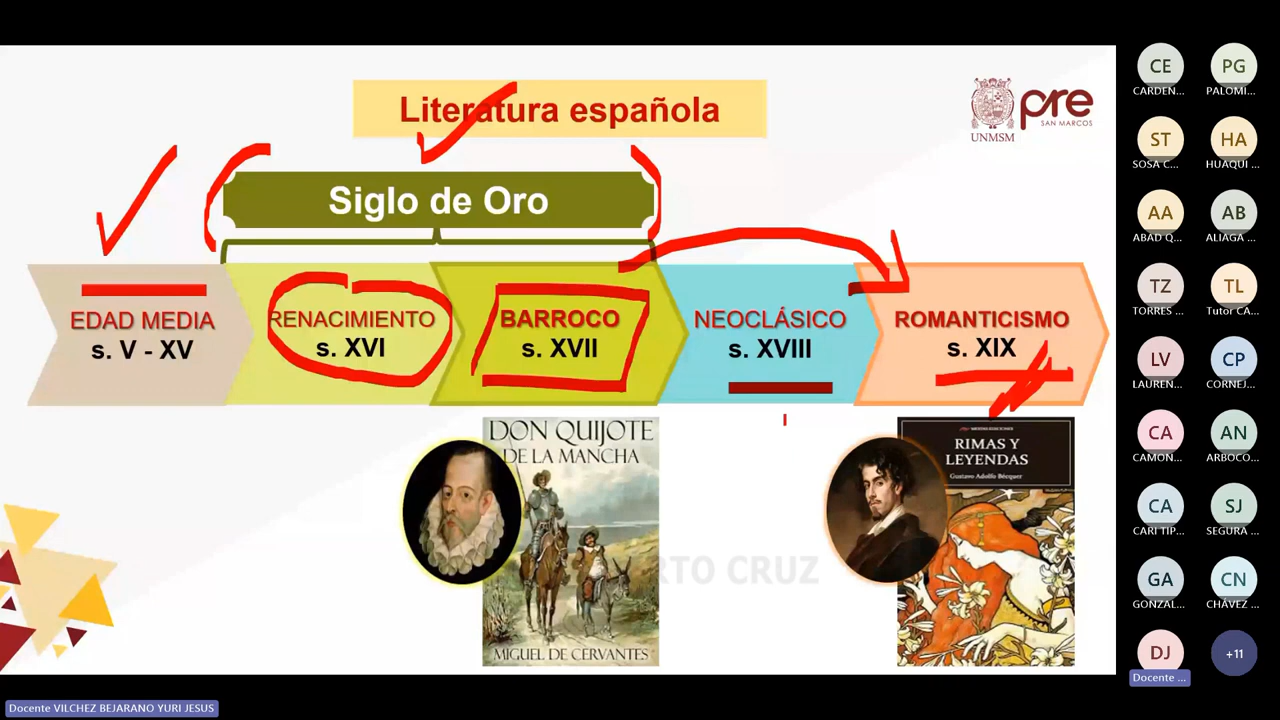 Literatura española
UNMSM
pre
SAN MARCOS
Siglo de Oro
EDAD MEDIA
s. V - XV
RENACIMIENTO
s. XVI
BARROCO
s. XVII
NEOCLÁSICO
s. XVIII
ROMANTICISMO
s. XIX
DON QUIJOTE
DE LA MANCHA
MIGUEL DE CERVANTES
RIMAS Y
LEYENDAS
Gustavo Adolfo Bécquer
RTO CRUZ
CE PG
CARDEN... PALOMI...
ST HA
SOSA C... HUAQUI ...
AA AB
ABAD Q... ALIAGA ...
TZ TL
TORRES ... Tutor CA...
LV CP
LAUREN... CORNEJ...
CA AN
CAMON... ARBOCO...
CA SJ
CARI TIP... SEGURA ...
GA CN
GONZAL... CHÁVEZ ...
DJ +11
Docente ...
Docente VILCHEZ BEJARANO YURI JESUS